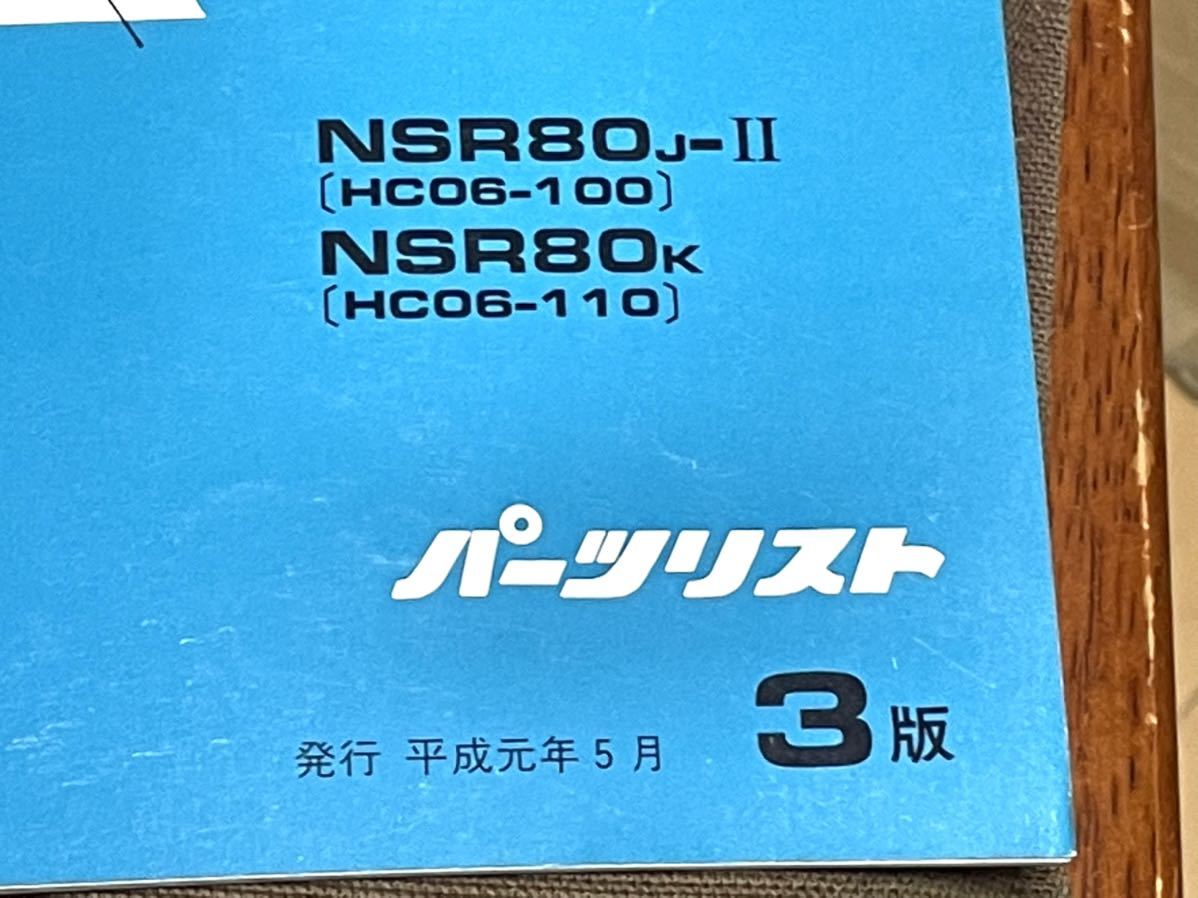 NSR80J-II
〔HC06-100〕
NSR80K
〔HC06-110〕
パーツリスト
発行 平成元年5月 3版